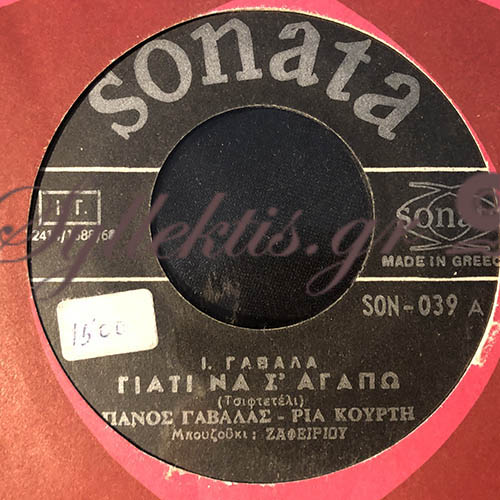 sonata
R.T.
sona
MADE IN GREEC
SON-039 A
15'00
Syllektis.gr
Ι. ΓΑΒΑΛΑ
ΓΙΑΤΙ ΝΑ Σ' ΑΓΑΠΩ
(Τσιφτετέλι)
ΠΑΝΟΣ ΓΑΒΑΛΑΣ - ΡΙΑ ΚΟΥΡΤΗ
Μπουζούκι : ΖΑΦΕΙΡΙΟΥ